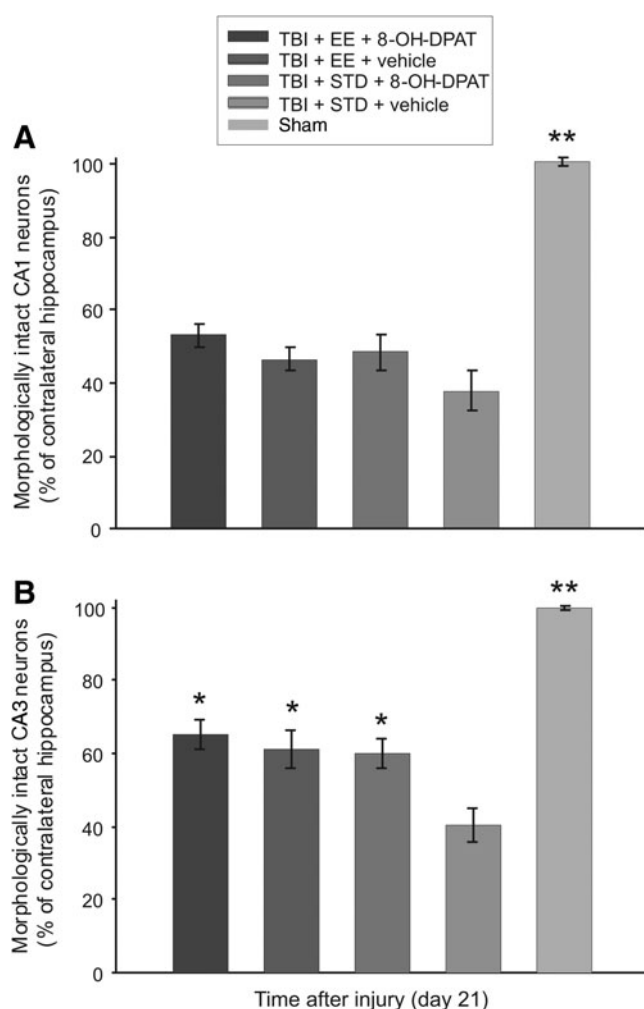 TBI + EE + 8-OH-DPAT
TBI + EE + vehicle
TBI + STD + 8-OH-DPAT
TBI + STD + vehicle
Sham
A
Morphologically intact CA1 neurons
(% of contralateral hippocampus)
100
80
60
40
20
0
**
B
Morphologically intact CA3 neurons
(% of contralateral hippocampus)
100
80
60
40
20
0
*
*
*
**
Time after injury (day 21)